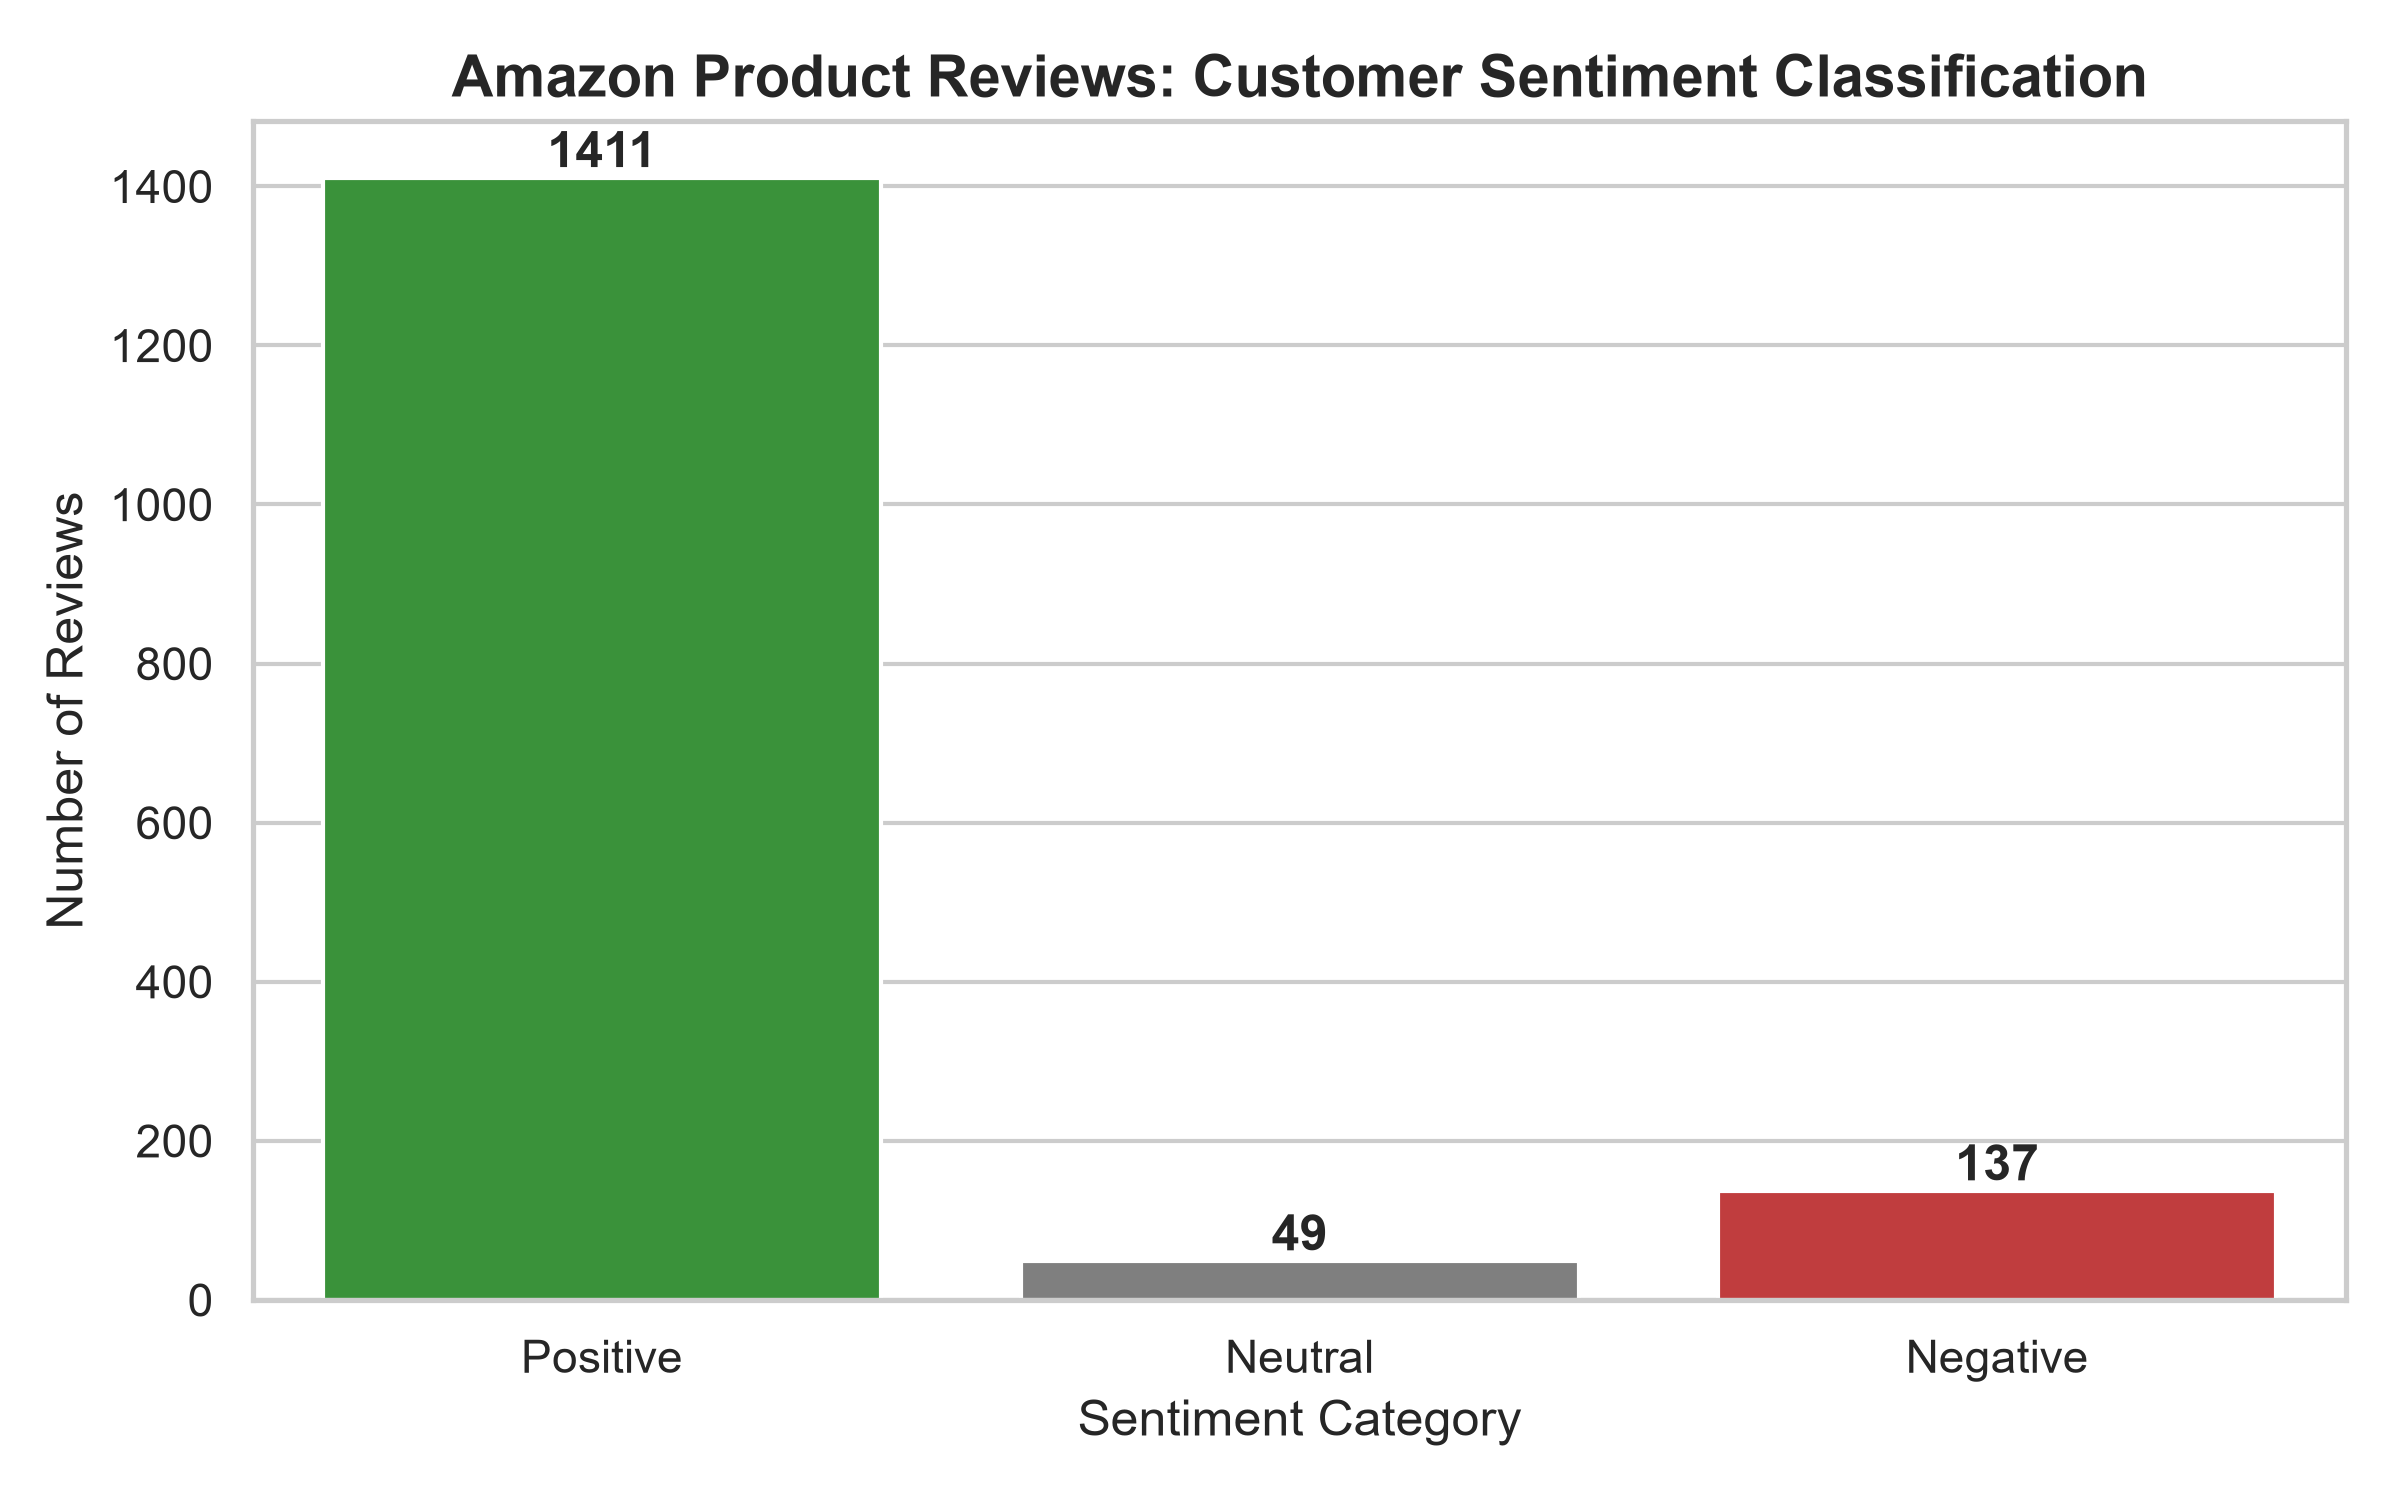 Amazon Product Reviews: Customer Sentiment Classification
1411
1400
1200
1000
800
600
400
200
0
Number of Reviews
49
137
Positive
Neutral
Negative
Sentiment Category